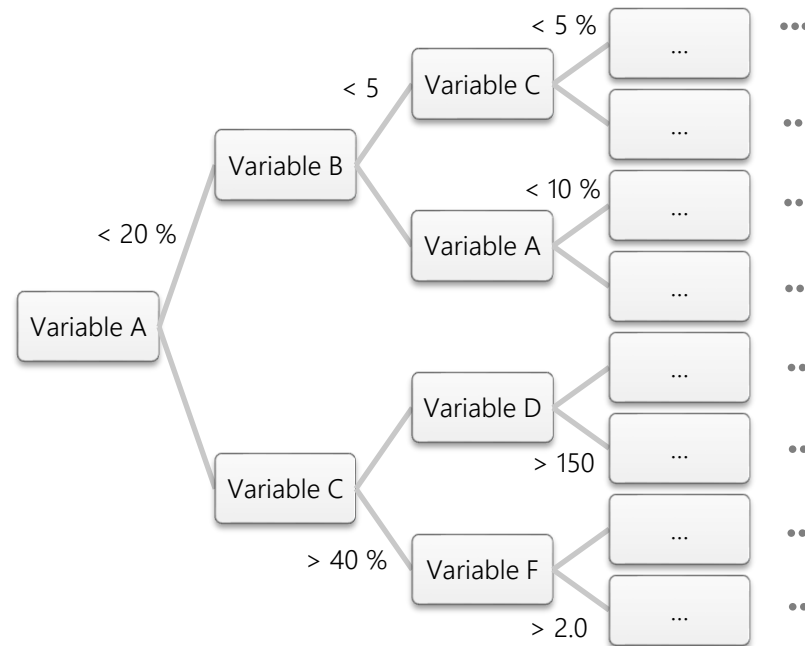 < 5 %
...
Variable C
< 5
...
Variable B
< 10 %
...
Variable A
< 20 %
...
Variable A
...
Variable D
> 150
...
Variable C
...
> 40 %
Variable F
...
> 2.0